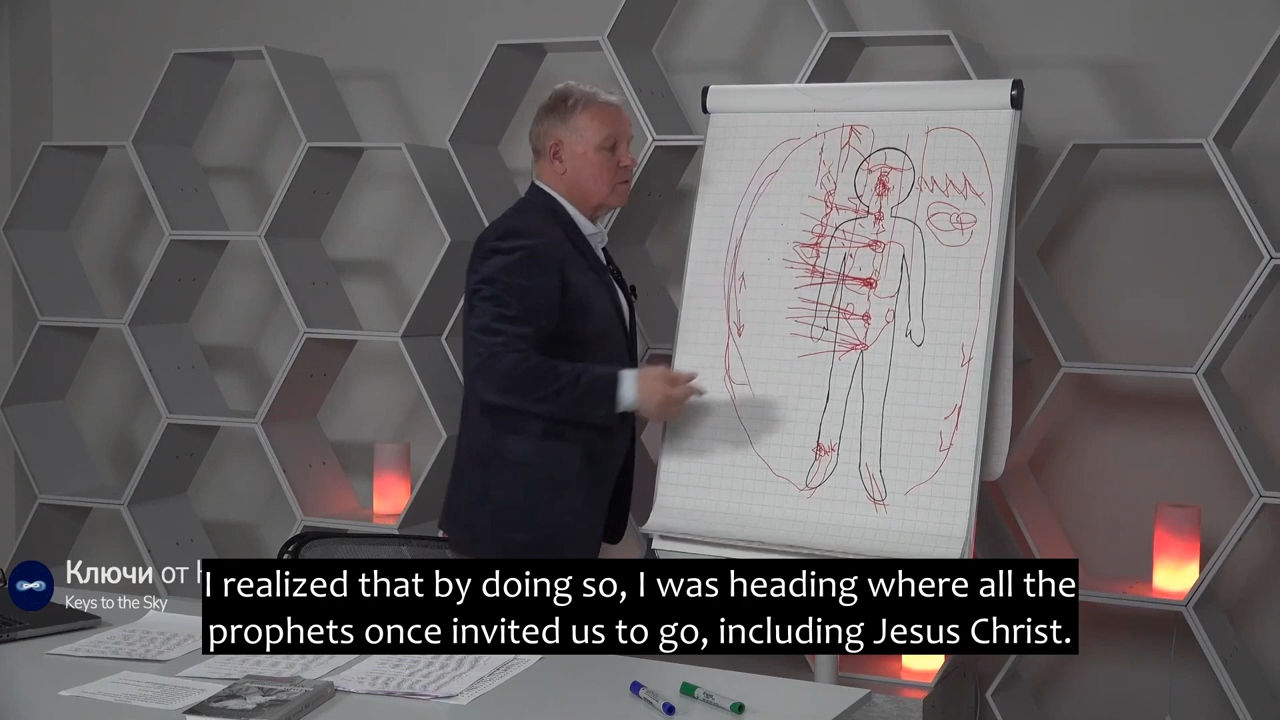 Ключи от
Keys to the Sky
I realized that by doing so, I was heading where all the
prophets once invited us to go, including Jesus Christ.